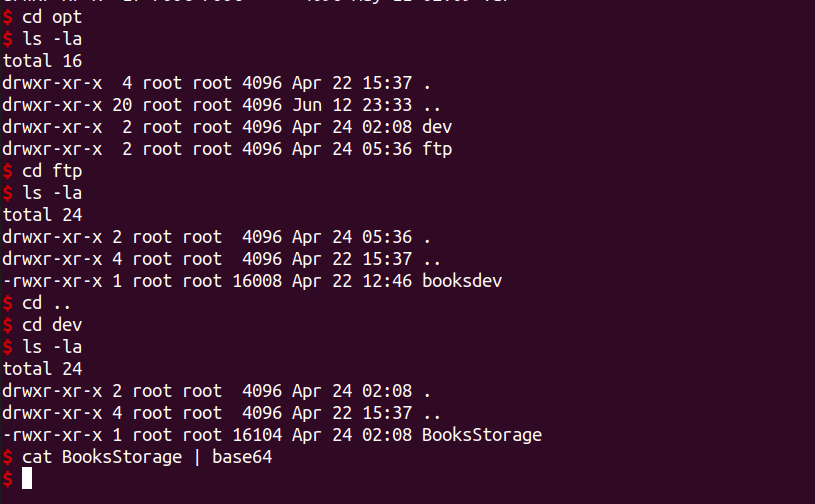 $ cd opt
$ ls -la
total 16
drwxr-xr-x  4 root root 4096 Apr 22 15:37 .
drwxr-xr-x 20 root root 4096 Jun 12 23:33 ..
drwxr-xr-x  2 root root 4096 Apr 24 02:08 dev
drwxr-xr-x  2 root root 4096 Apr 24 05:36 ftp
$ cd ftp
$ ls -la
total 24
drwxr-xr-x 2 root root  4096 Apr 24 05:36 .
drwxr-xr-x 4 root root  4096 Apr 22 15:37 ..
-rwxr-xr-x 1 root root 16008 Apr 22 12:46 booksdev
$ cd ..
$ cd dev
$ ls -la
total 24
drwxr-xr-x 2 root root  4096 Apr 24 02:08 .
drwxr-xr-x 4 root root  4096 Apr 22 15:37 ..
-rwxr-xr-x 1 root root 16104 Apr 24 02:08 BooksStorage
$ cat BooksStorage | base64
$